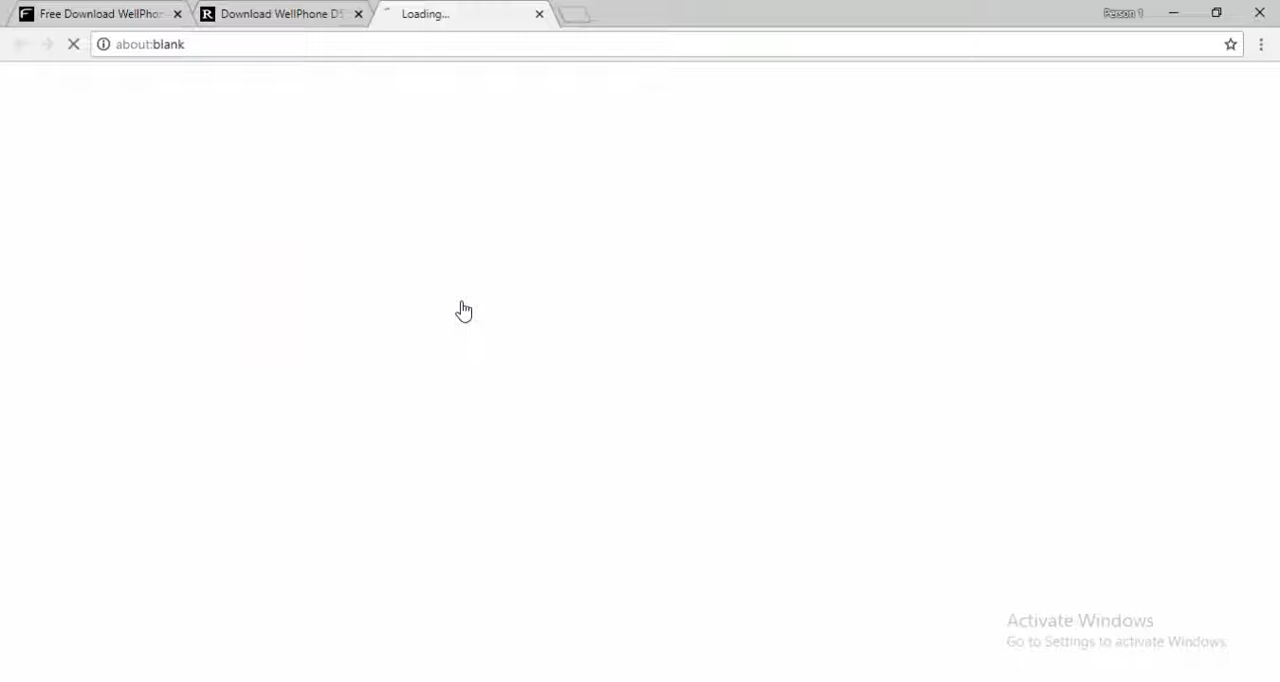 Free Download WellPhon
Download WellPhone D
Loading...
Person 1
about:blank
Activate Windows
Go to Settings to activate Windows.